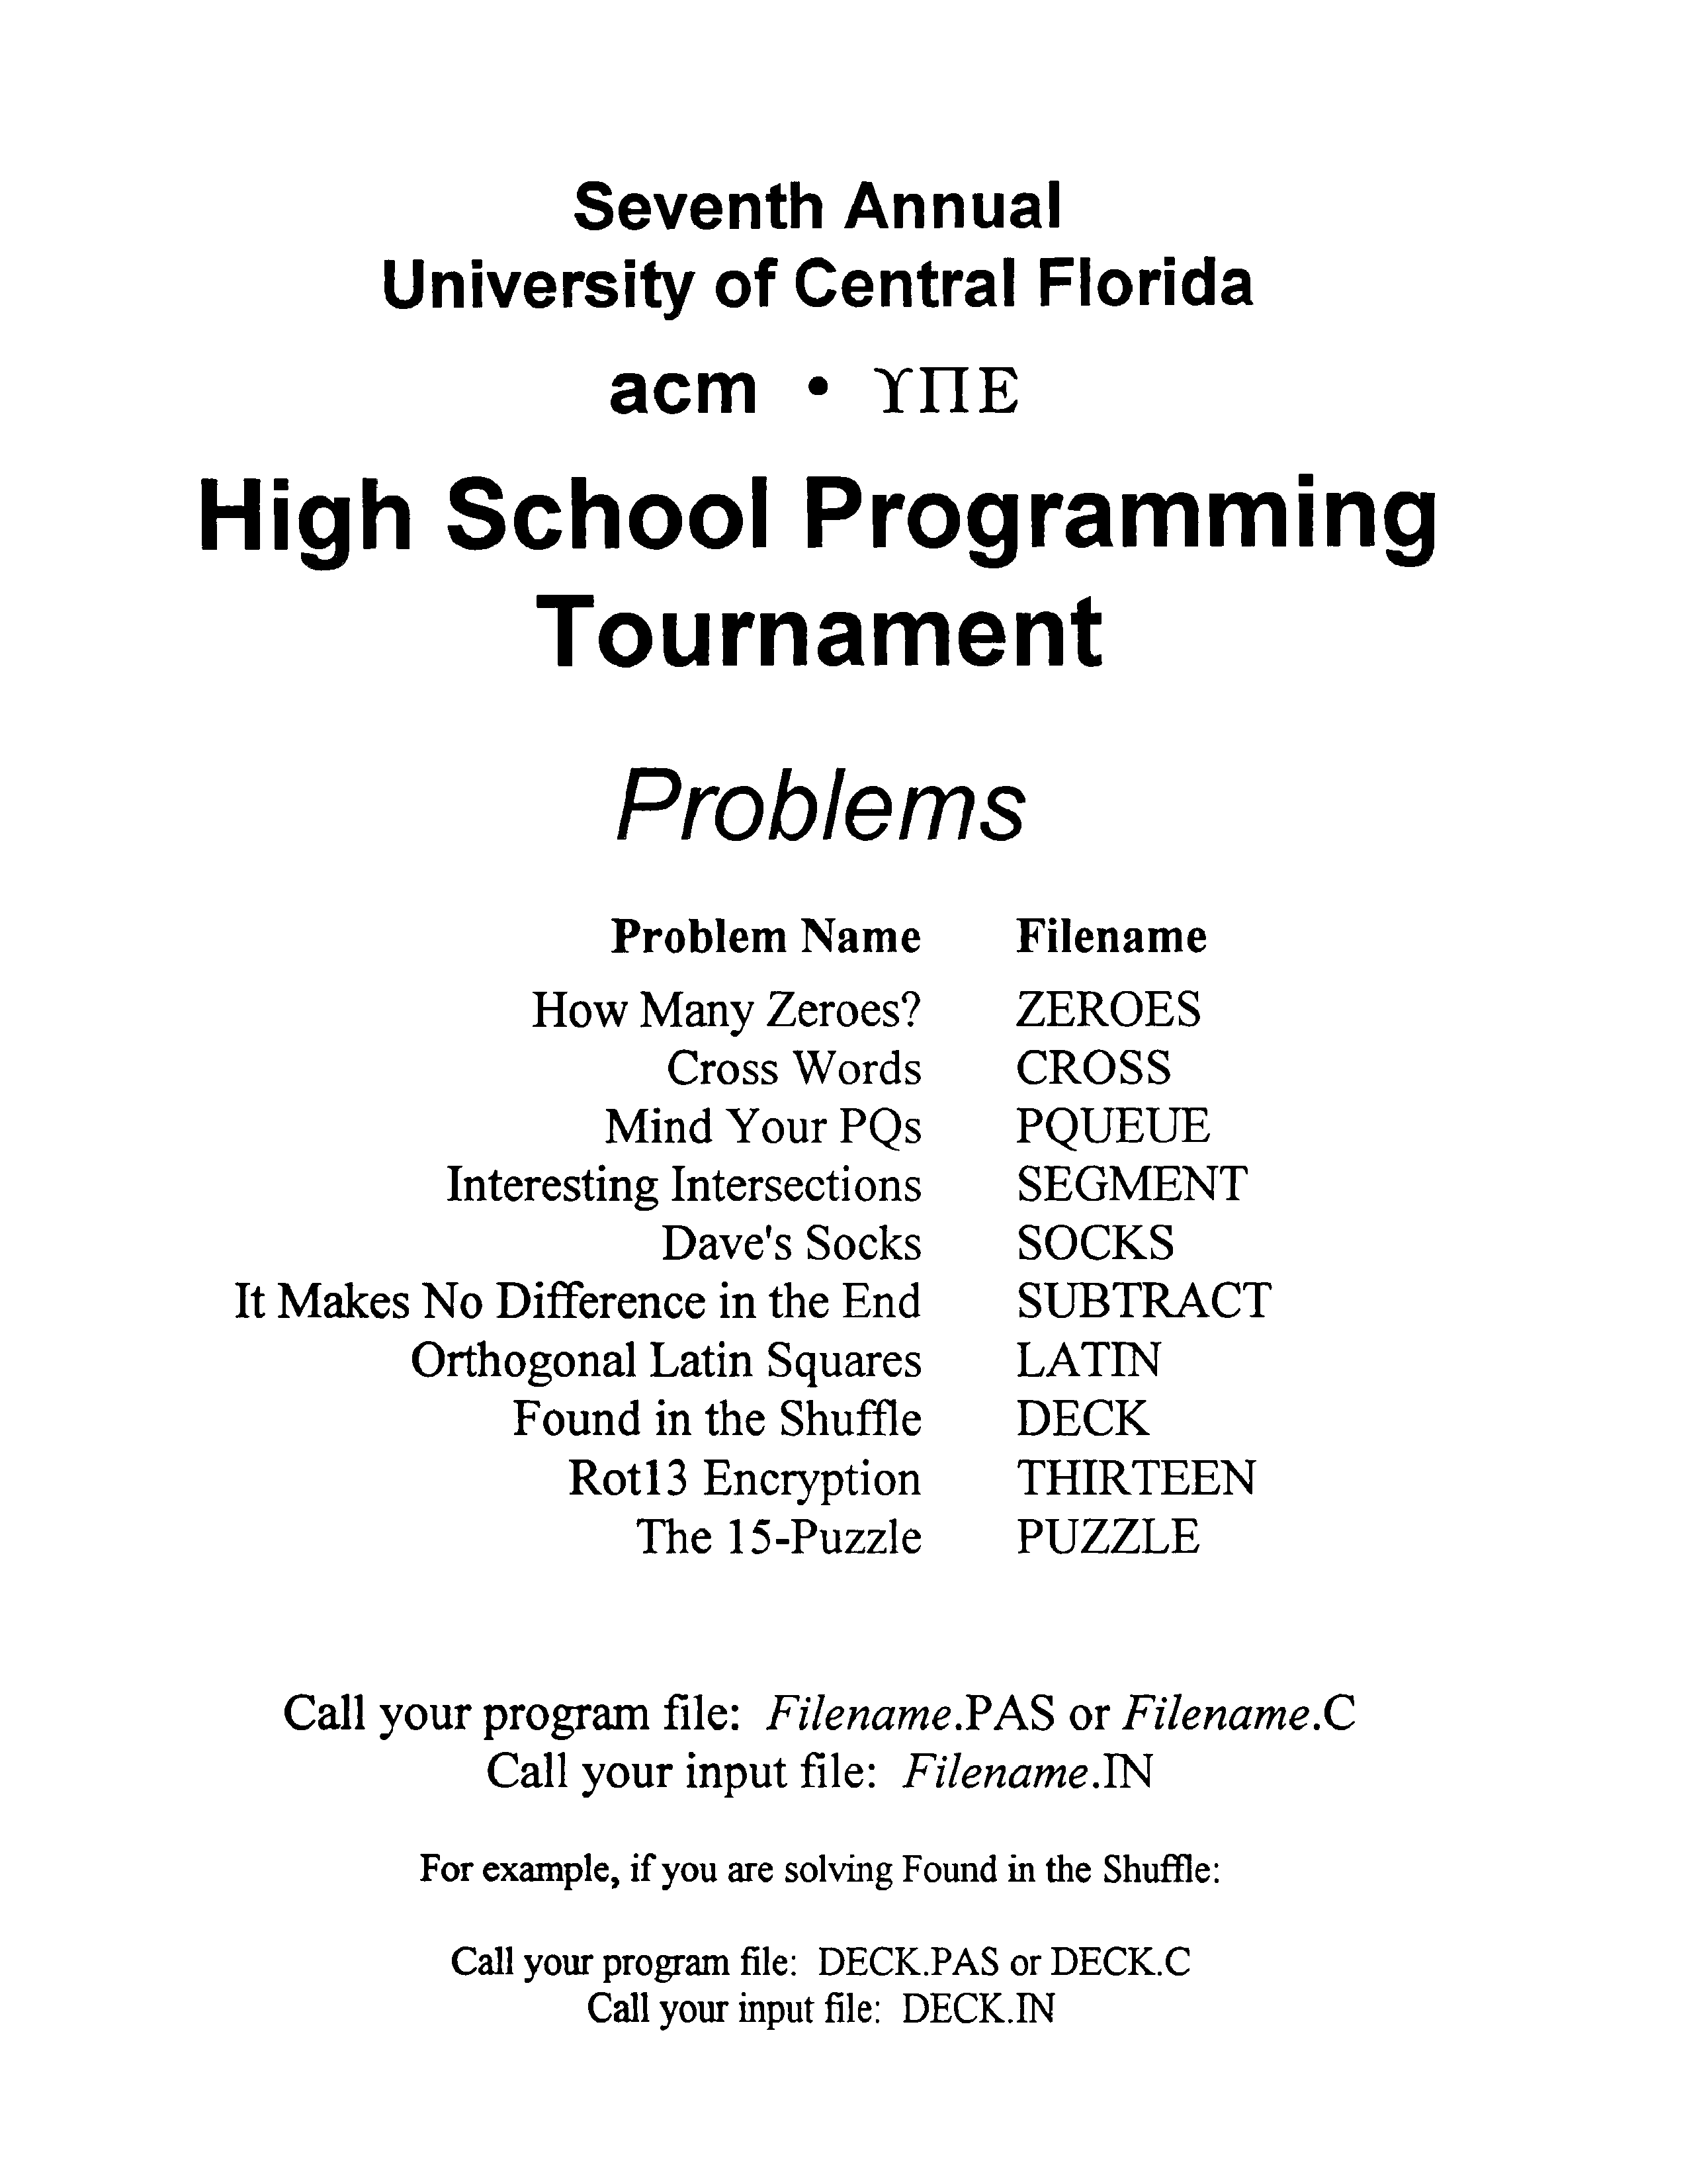 Seventh Annual
University of Central Florida
acm • ΥΠΕ
High School Programming
Tournament
Problems
Problem Name Filename
How Many Zeroes? ZEROES
Cross Words CROSS
Mind Your PQs PQUEUE
Interesting Intersections SEGMENT
Dave's Socks SOCKS
It Makes No Difference in the End SUBTRACT
Orthogonal Latin Squares LATIN
Found in the Shuffle DECK
Rot13 Encryption THIRTEEN
The 15-Puzzle PUZZLE
Call your program file: Filename.PAS or Filename.C
Call your input file: Filename.IN
For example, if you are solving Found in the Shuffle:
Call your program file: DECK.PAS or DECK.C
Call your input file: DECK.IN